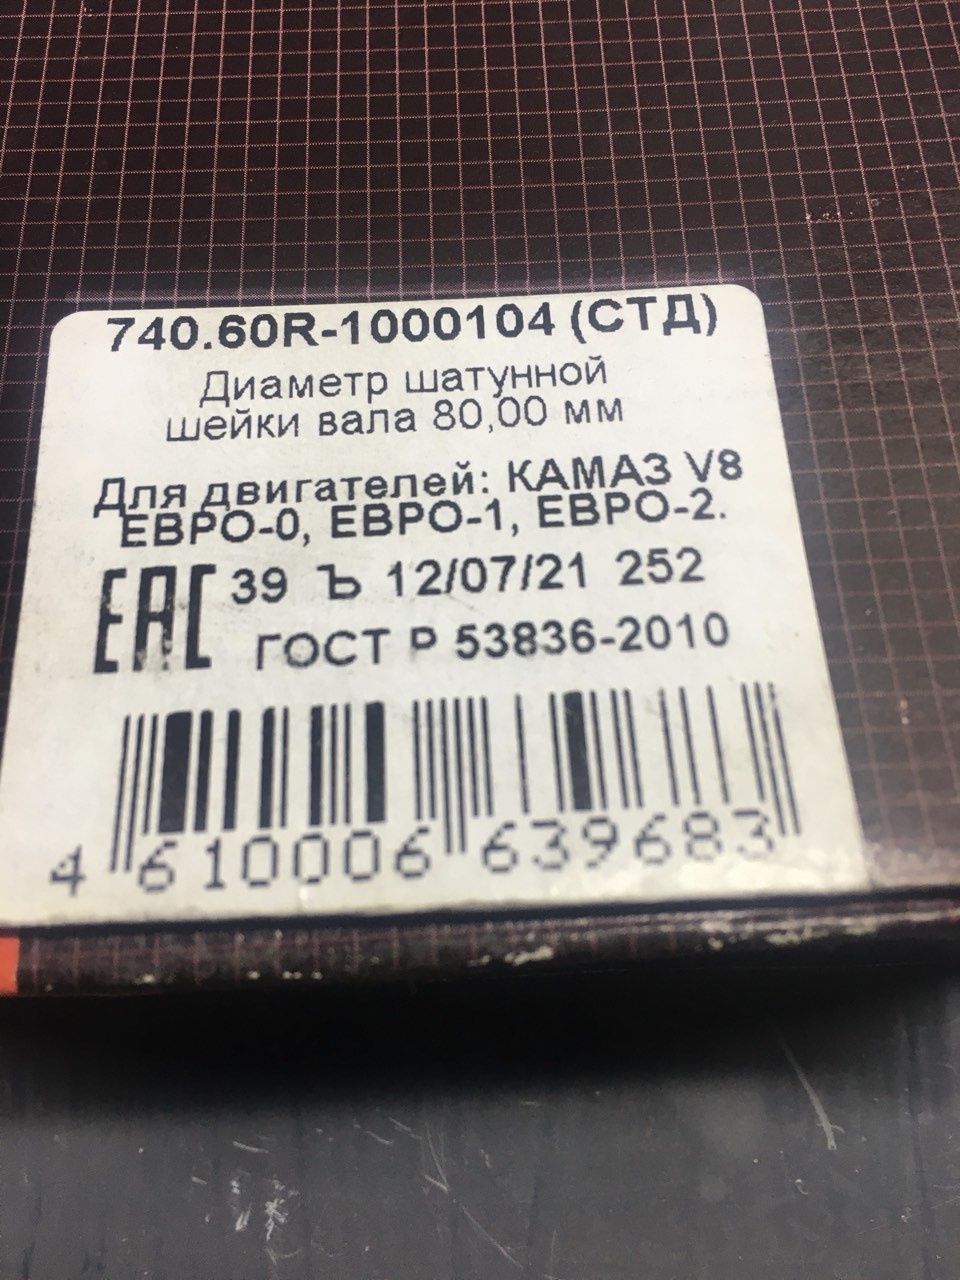 740.60R-1000104 (СТД)
Диаметр шатунной
шейки вала 80,00 мм
Для двигателей: КАМАЗ V8
ЕВРО-0, ЕВРО-1, ЕВРО-2.
ЕАС 39 Ъ 12/07/21 252
ГОСТ Р 53836-2010
4 610006 639683